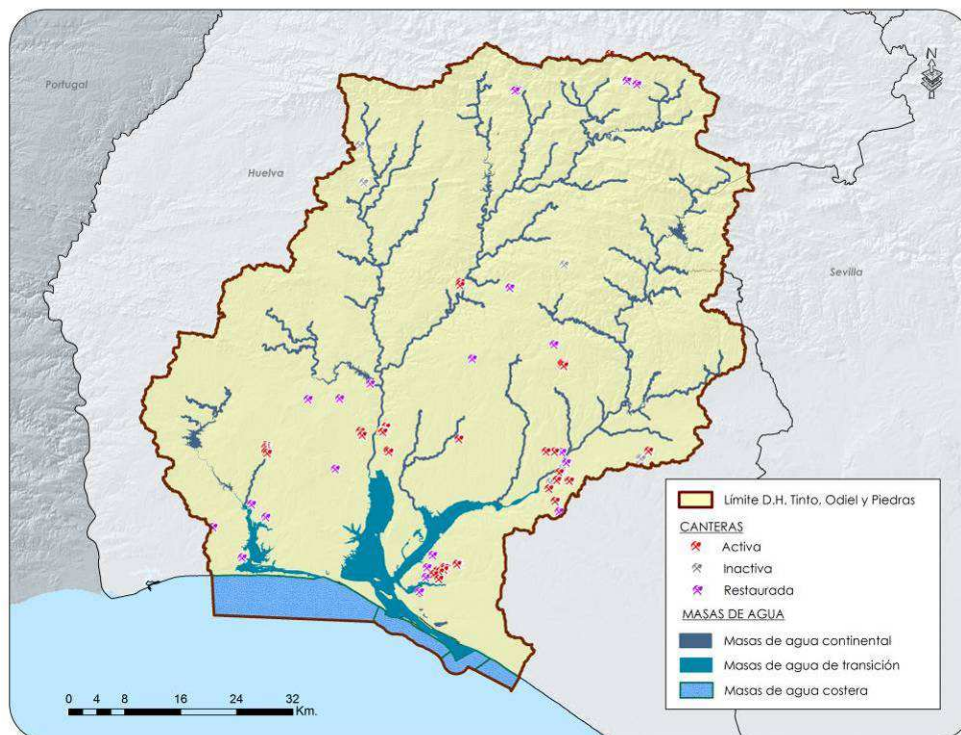 Portugal
N
Huelva
Sevilla
Límite D.H. Tinto, Odiel y Piedras
CANTERAS
Activa
Inactiva
Restaurada
MASAS DE AGUA
Masas de agua continental
Masas de agua de transición
Masas de agua costera
0 4 8 16 24 32
Km.